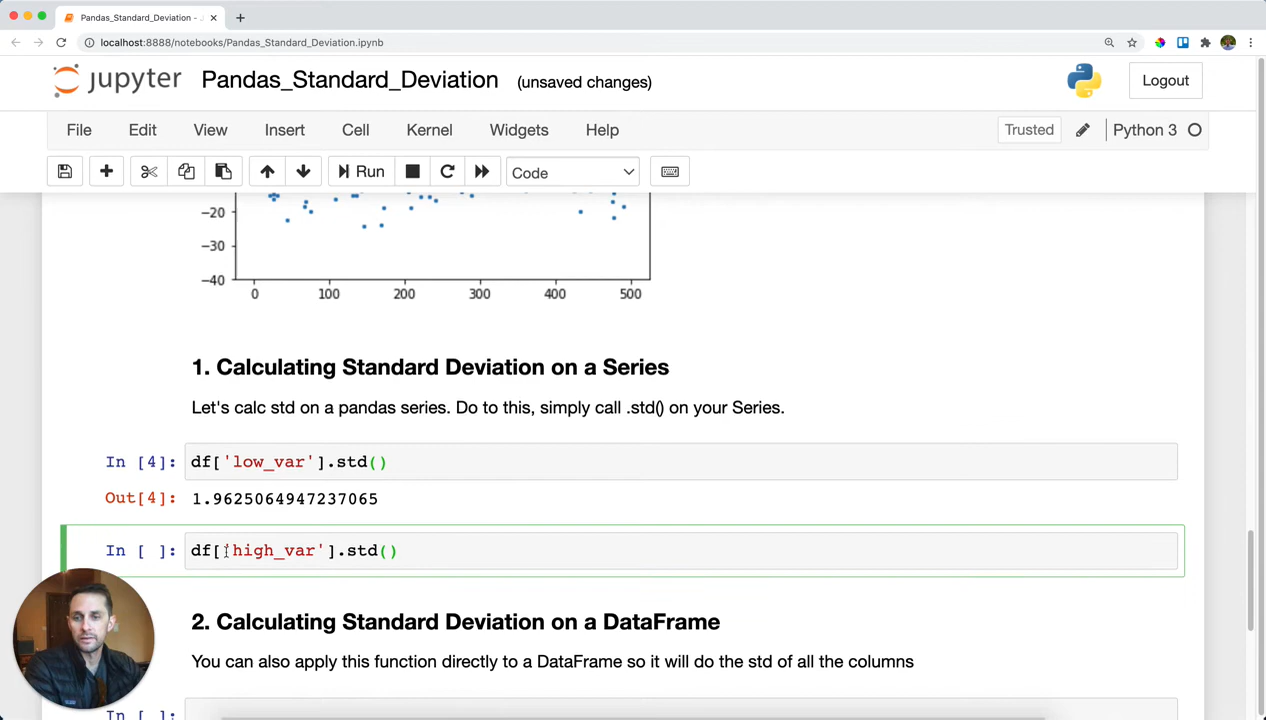 Pandas_Standard_Deviation - .
localhost:8888/notebooks/Pandas_Standard_Deviation.ipynb
jupyter Pandas_Standard_Deviation (unsaved changes) Logout
File Edit View Insert Cell Kernel Widgets Help Trusted Python 3
Run Code
−20
−30
−40
0 100 200 300 400 500
1. Calculating Standard Deviation on a Series
Let's calc std on a pandas series. Do to this, simply call .std() on your Series.
In [4]: df['low_var'].std()
Out[4]: 1.9625064947237065
In [ ]: df['high_var'].std()
2. Calculating Standard Deviation on a DataFrame
You can also apply this function directly to a DataFrame so it will do the std of all the columns
In [ ]: